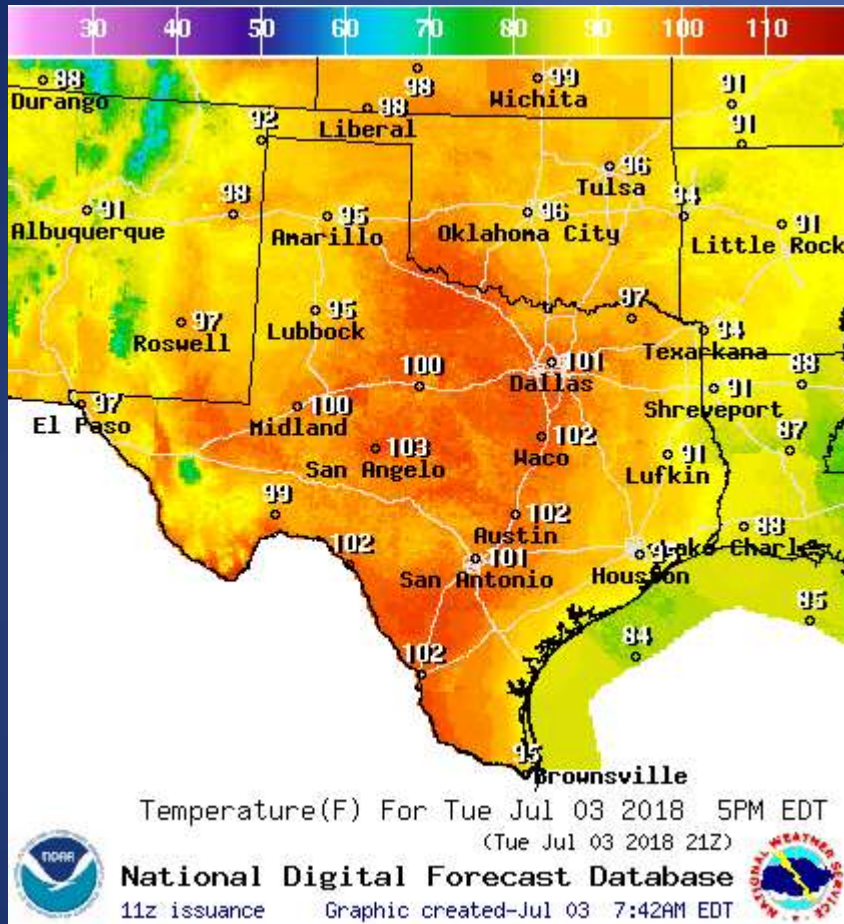 30 40 50 60 70 80 90 100 110
88
Durango
98
99
Wichita
91
98
Liberal
92
91
96
Tulsa
91
Albuquerque
98
95
Amarillo
96
Oklahoma City
94
91
Little Rock
97
Roswell
95
Lubbock
97
94
Texarkana
101
Dallas
100
88
91
Shreveport
97
El Paso
100
Midland
103
San Angelo
102
Waco
91
Lufkin
87
99
102
Austin
88
Lake Charles
102
101
San Antonio
95
Houston
85
84
102
95
Brownsville
Temperature(F) For Tue Jul 03 2018 5PM EDT
(Tue Jul 03 2018 21Z)
NOAA
National Digital Forecast Database
NATIONAL WEATHER SERVICE
11z issuance Graphic created-Jul 03 7:42AM EDT